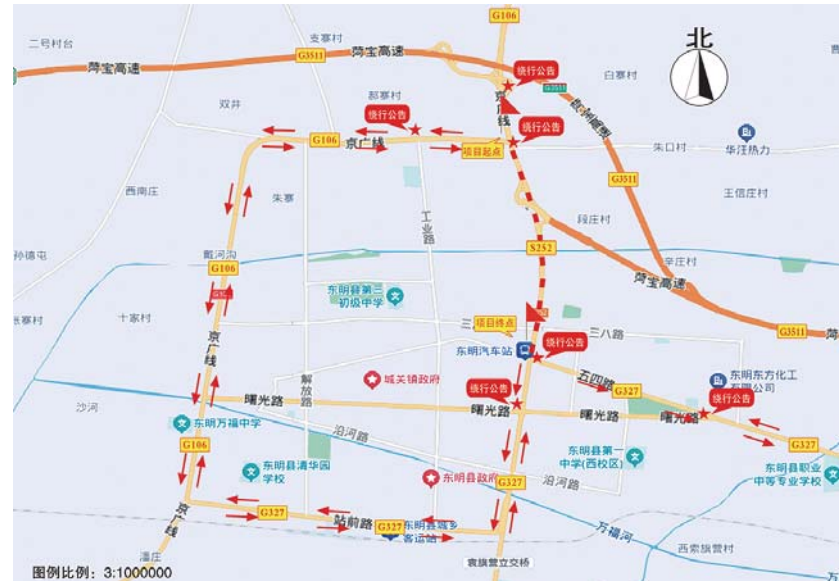 G106
北
二号村台
支寨村
菏宝高速
G3511
菏宝高速
绕行公告
白寨村
G3511
双井
郝寨村
绕行公告
京广线
绕行公告
华汪热力
G106
京广线
项目起点
朱口村
G3511
西南庄
朱寨
工业路
王信庄村
段庄村
孙德屯
戴河沟
S252
辛庄村
G106
东明县第三
初级中学
菏宝高速
张寨村
十家村
京广线
项目终点
三八路
G3511
东明汽车站
绕行公告
解放路
城关镇政府
五四路
东明东方化工
有限公司
绕行公告
G327
绕行公告
沙河
曙光路
曙光路
曙光路
东明万福中学
沿河路
G327
G106
东明县第一
中学(西校区)
东明县清华园
学校
东明县政府
沿河路
东明县职业
中等专业学校
G327
京广线
G327
站前路
G327
东明县城乡
客运站
万福河
潘庄
袁旗营立交桥
西索旗营村
图例比例：3:1000000